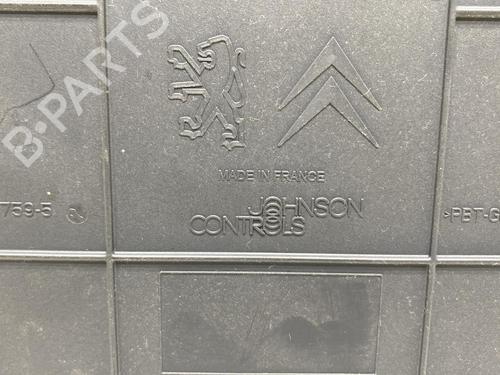 B-PARTS
MADE IN FRANCE
759-5
JOHNSON
CONTROLS
>PBT-G